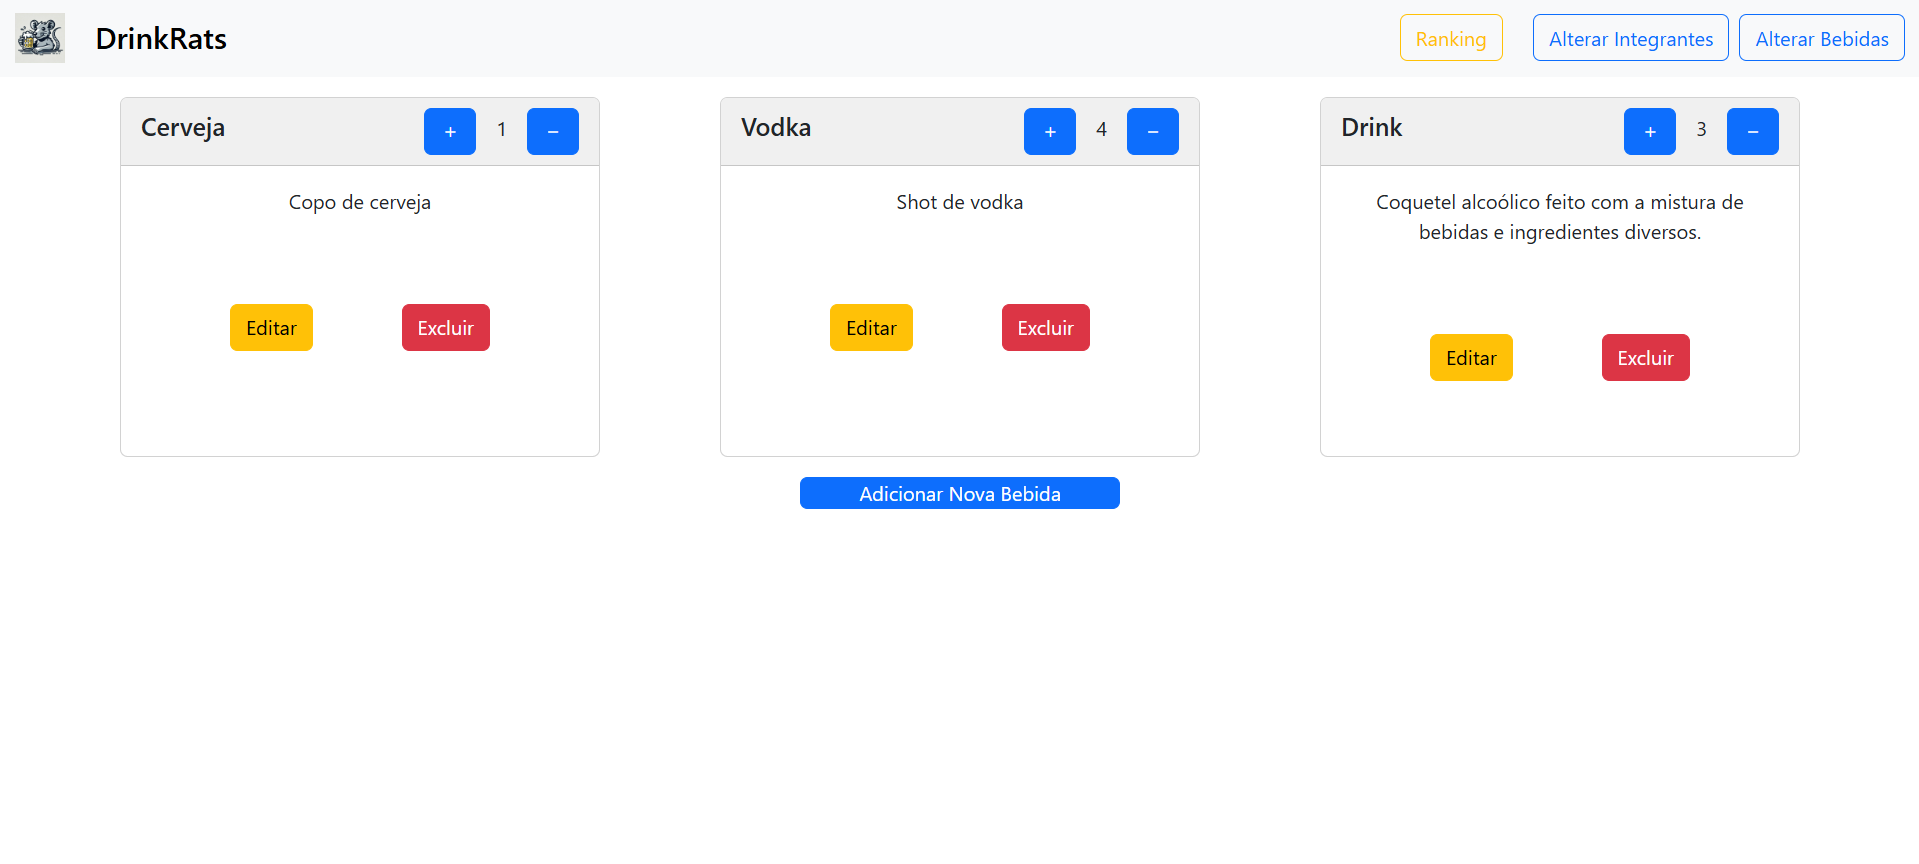 DrinkRats
Ranking
Alterar Integrantes
Alterar Bebidas
Cerveja
+ 1 −
Copo de cerveja
Editar
Excluir
Vodka
+ 4 −
Shot de vodka
Editar
Excluir
Drink
+ 3 −
Coquetel alcoólico feito com a mistura de
bebidas e ingredientes diversos.
Editar
Excluir
Adicionar Nova Bebida